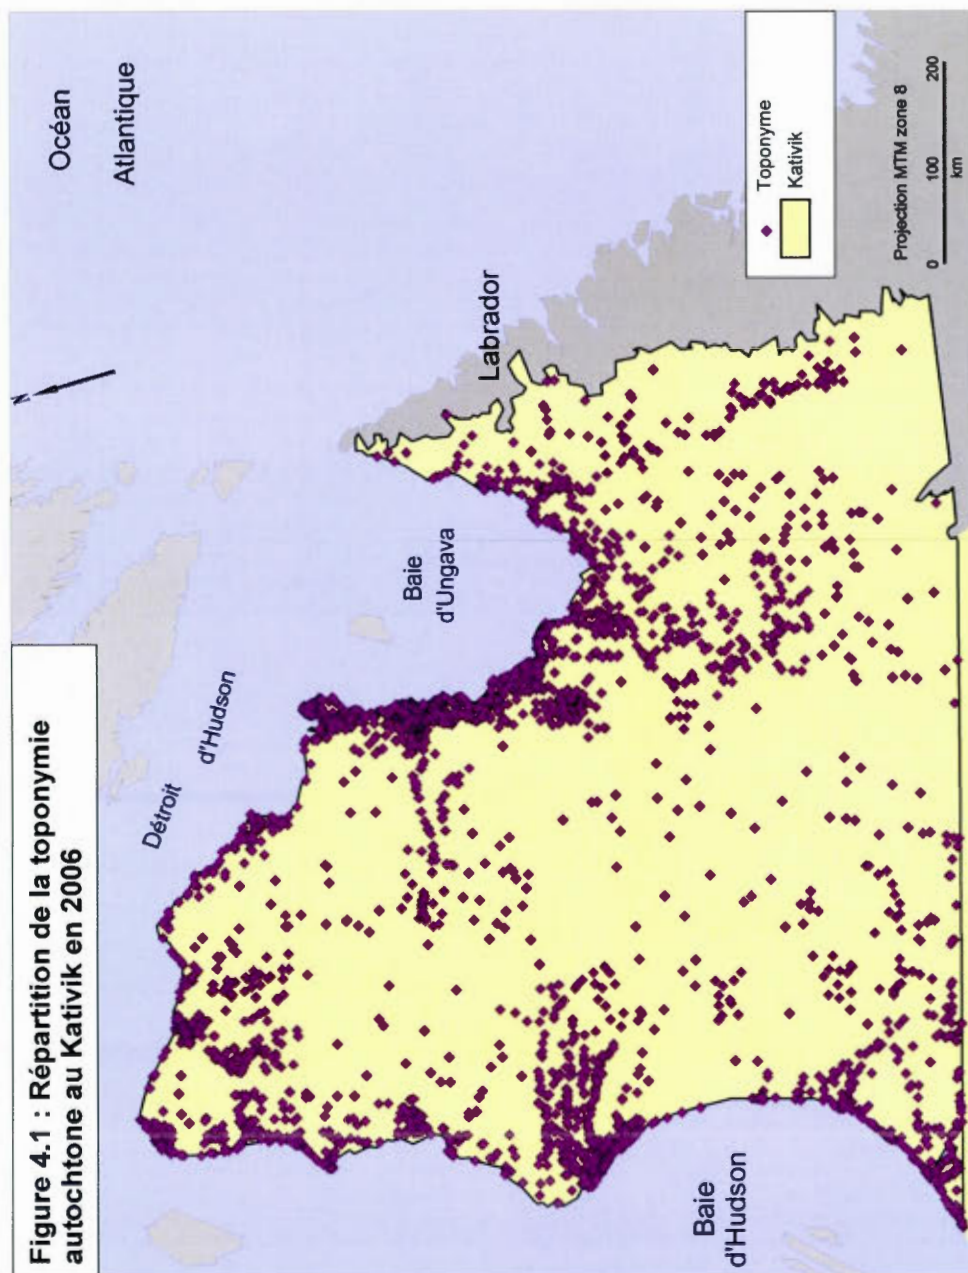 Figure 4.1 : Répartition de la toponymie
autochtone au Kativik en 2006
N
Océan
Atlantique
Détroit
d'Hudson
Baie
d'Ungava
Labrador
Baie
d'Hudson
Toponyme
Kativik
Projection MTM zone 8
0 100 200
km